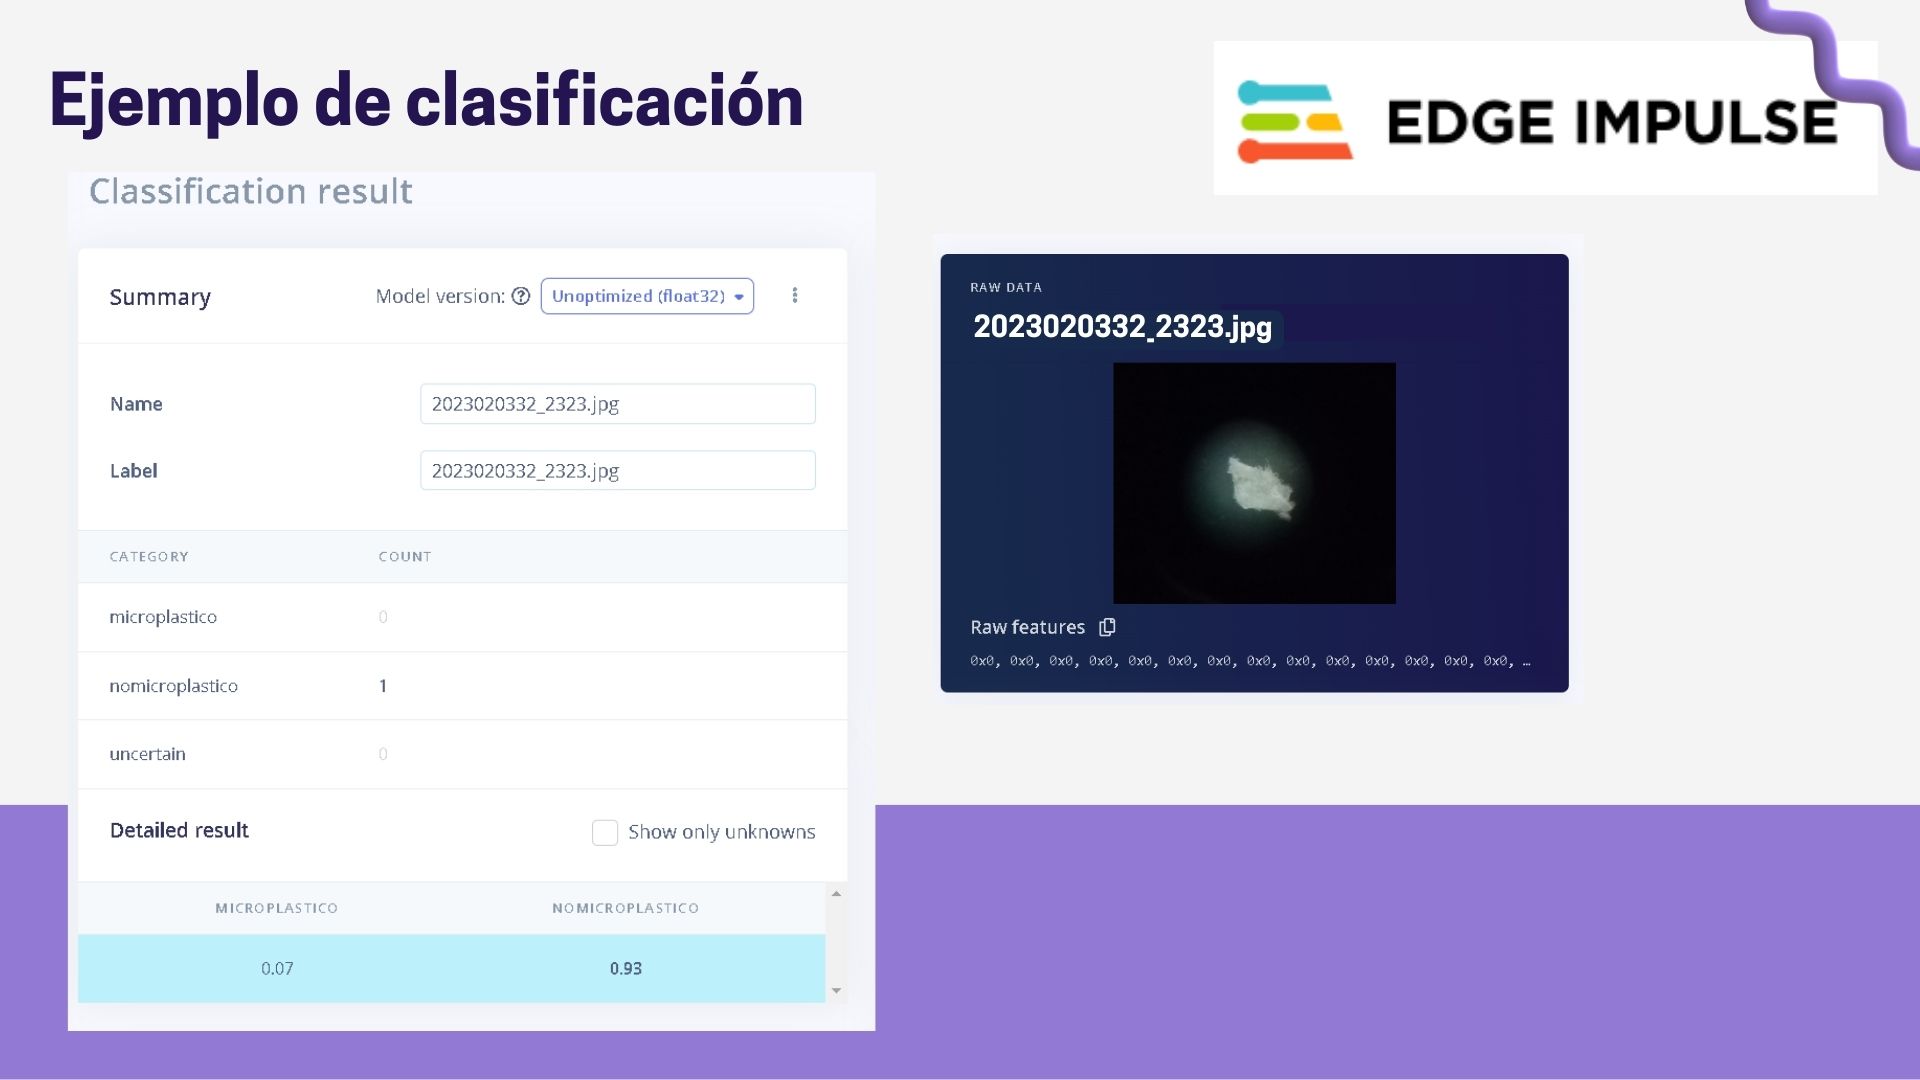 Ejemplo de clasificación
EDGE IMPULSE
Classification result
Summary
Model version: Unoptimized (float32)
Name
2023020332_2323.jpg
Label
2023020332_2323.jpg
CATEGORY COUNT
microplastico 0
nomicroplastico 1
uncertain 0
Detailed result
Show only unknowns
MICROPLASTICO NOMICROPLASTICO
0.07 0.93
RAW DATA
2023020332_2323.jpg
Raw features
0x0, 0x0, 0x0, 0x0, 0x0, 0x0, 0x0, 0x0, 0x0, 0x0, 0x0, 0x0, 0x0, 0x0, …